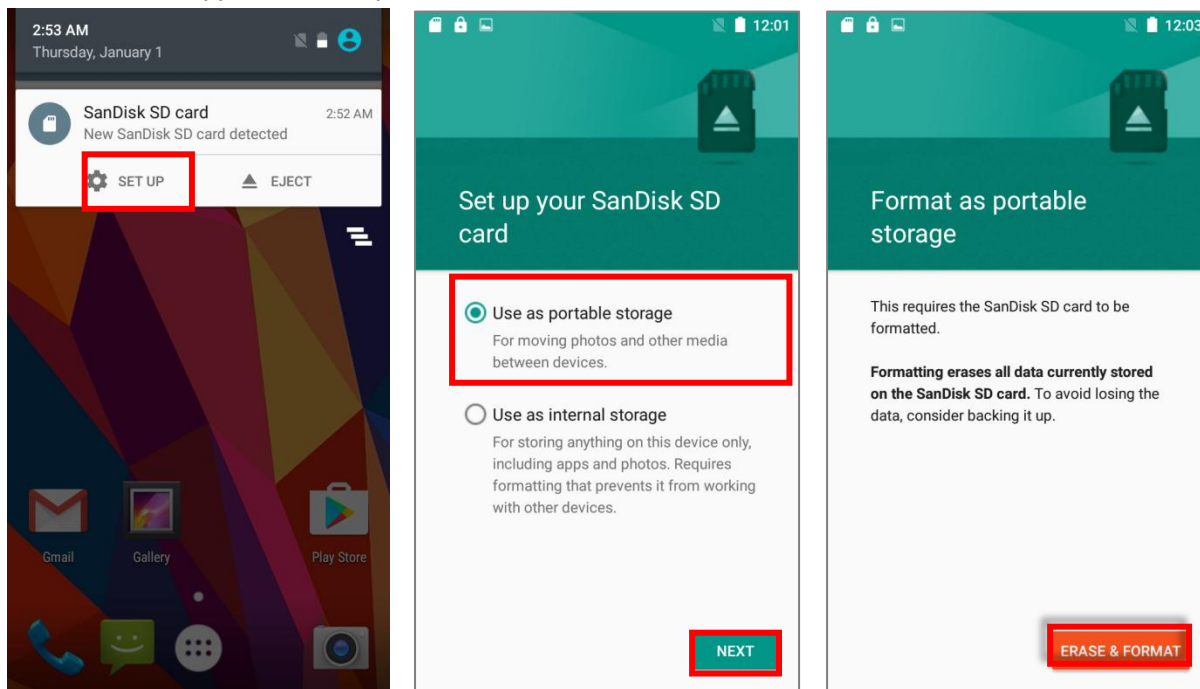 2:53 AM
Thursday, January 1
SanDisk SD card 2:52 AM
New SanDisk SD card detected
SET UP EJECT
Gmail Gallery Play Store
12:01
Set up your SanDisk SD
card
Use as portable storage
For moving photos and other media
between devices.
Use as internal storage
For storing anything on this device only,
including apps and photos. Requires
formatting that prevents it from working
with other devices.
NEXT
12:03
Format as portable
storage
This requires the SanDisk SD card to be
formatted.
Formatting erases all data currently stored
on the SanDisk SD card. To avoid losing the
data, consider backing it up.
ERASE & FORMAT